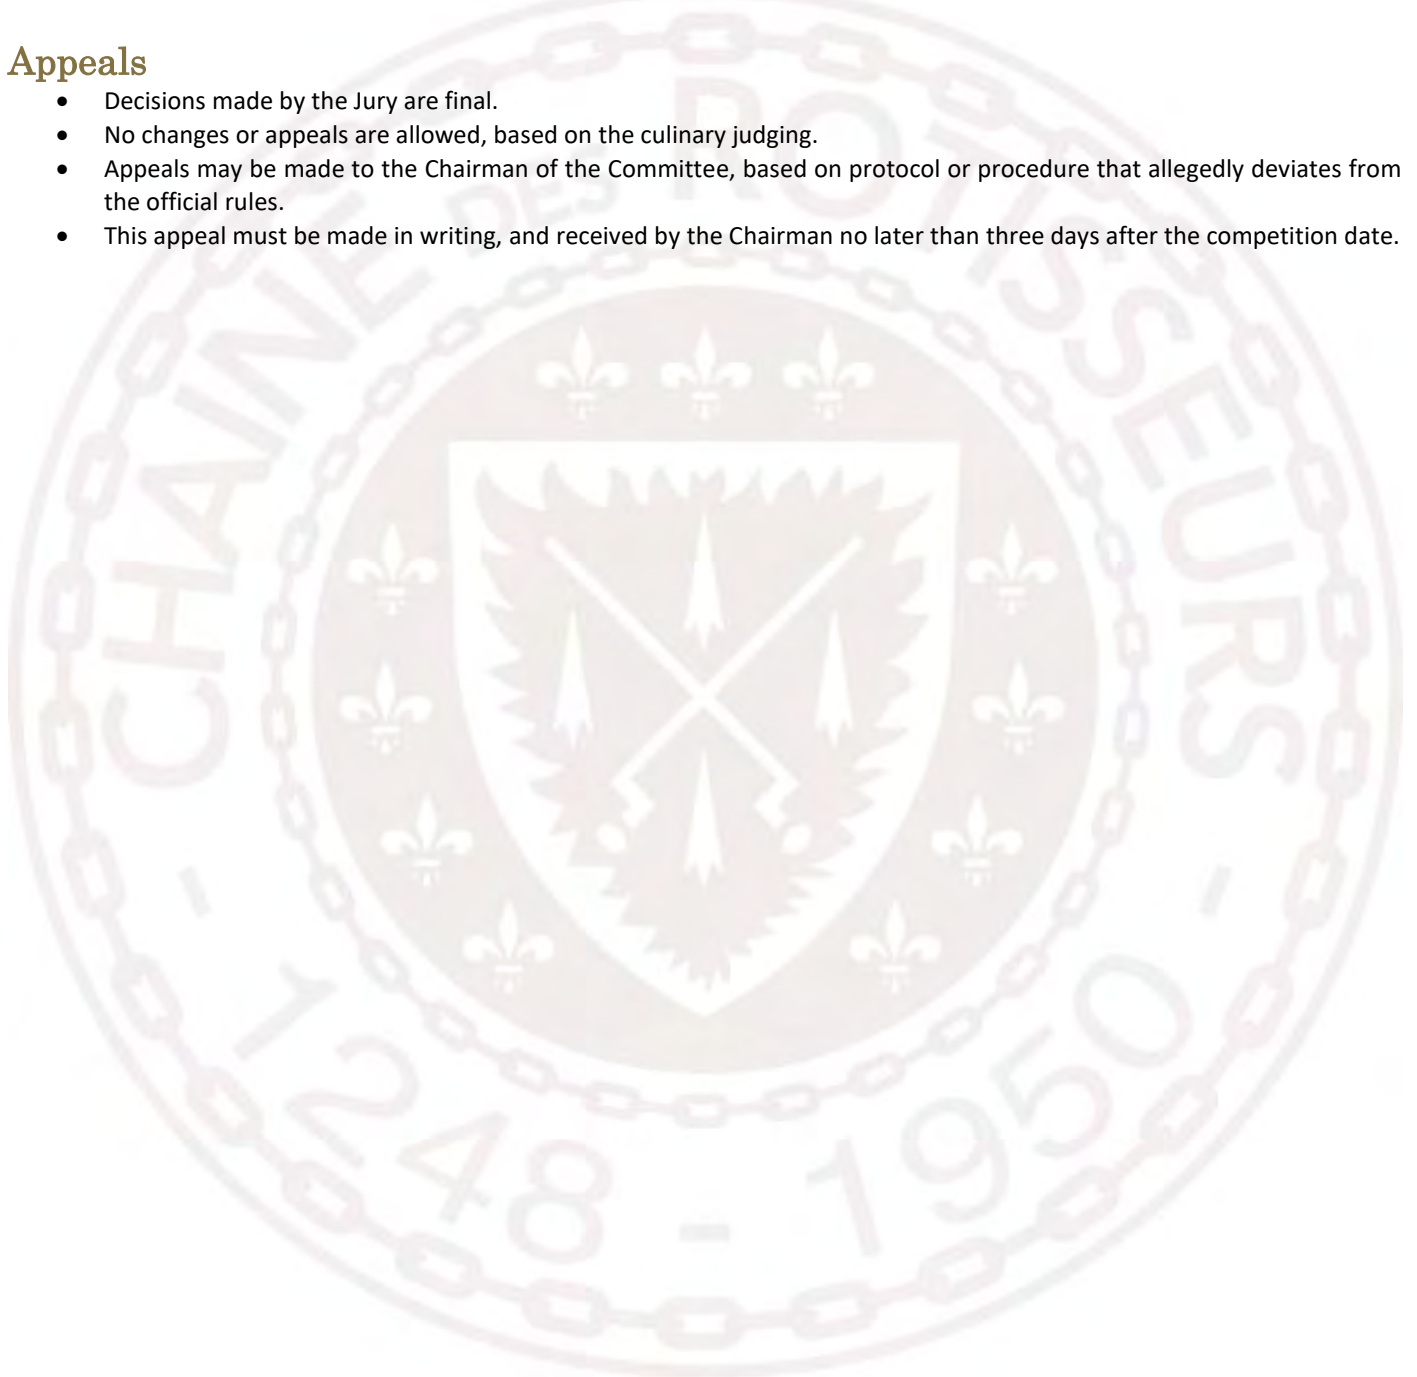 Appeals
• Decisions made by the Jury are final.
• No changes or appeals are allowed, based on the culinary judging.
• Appeals may be made to the Chairman of the Committee, based on protocol or procedure that allegedly deviates from
the official rules.
• This appeal must be made in writing, and received by the Chairman no later than three days after the competition date.
CHAINE DES ROTISSEURS
- 1248 - 1950 -